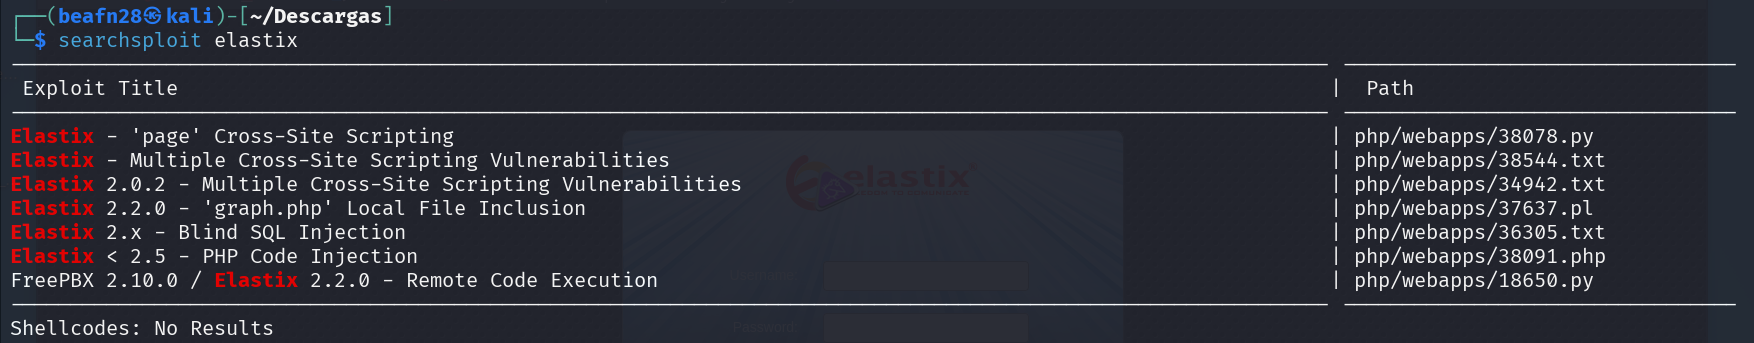 (beafn28㉿kali)-[~/Descargas]
$ searchsploit elastix
Exploit Title | Path
Elastix - 'page' Cross-Site Scripting | php/webapps/38078.py
Elastix - Multiple Cross-Site Scripting Vulnerabilities | php/webapps/38544.txt
Elastix 2.0.2 - Multiple Cross-Site Scripting Vulnerabilities | php/webapps/34942.txt
Elastix 2.2.0 - 'graph.php' Local File Inclusion | php/webapps/37637.pl
Elastix 2.x - Blind SQL Injection | php/webapps/36305.txt
Elastix < 2.5 - PHP Code Injection | php/webapps/38091.php
FreePBX 2.10.0 / Elastix 2.2.0 - Remote Code Execution | php/webapps/18650.py
Shellcodes: No Results
elastix
Password